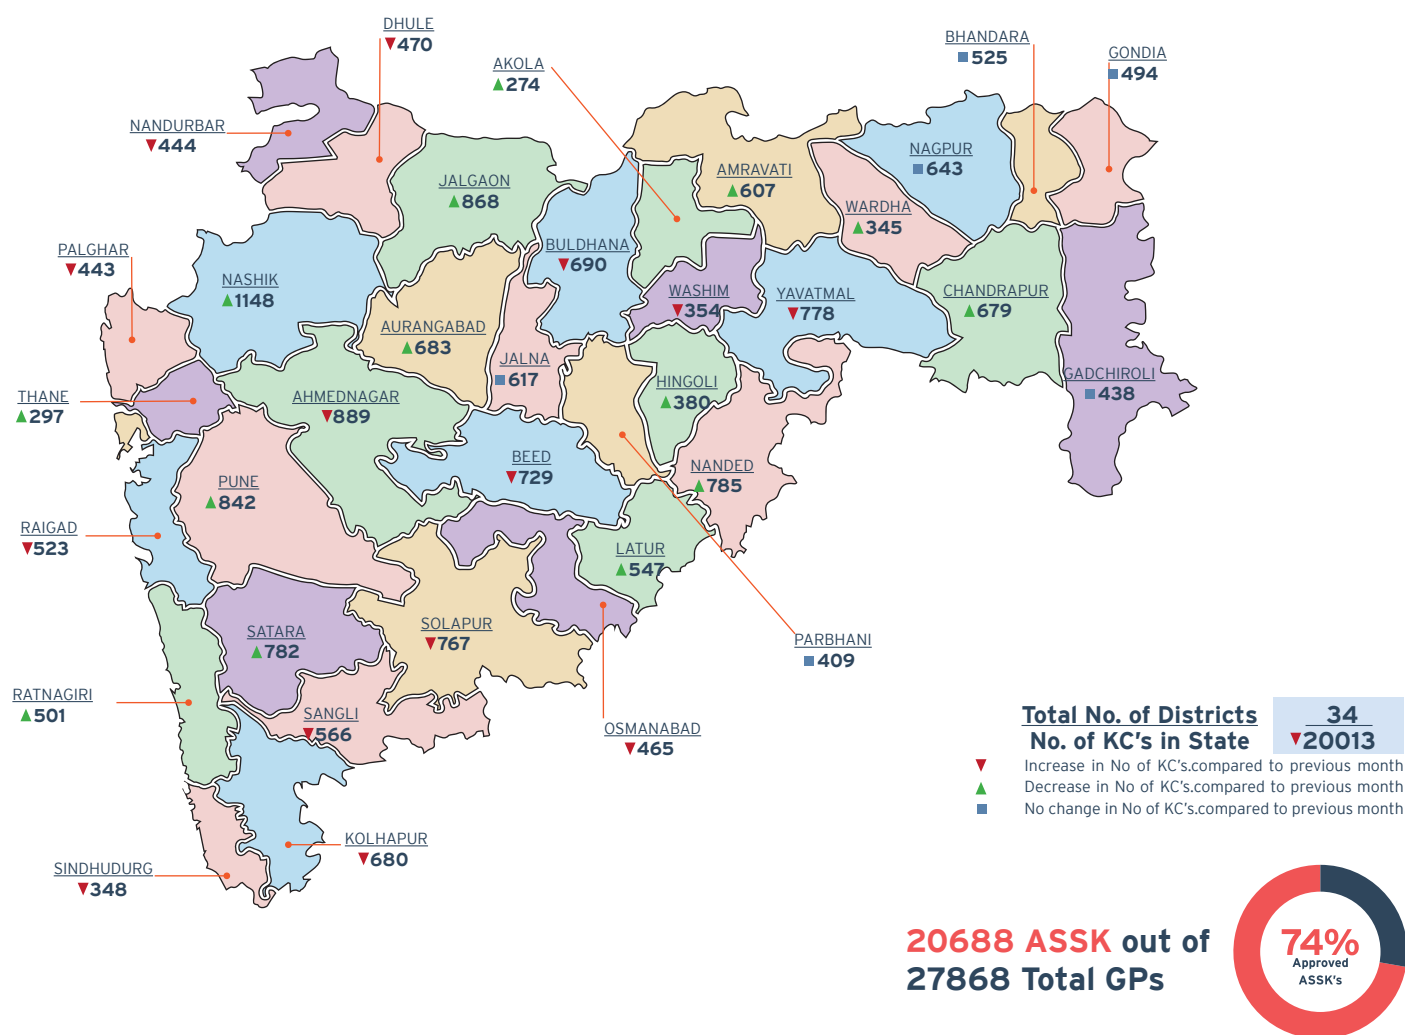 DHULE
▼470
BHANDARA
■525
GONDIA
■494
AKOLA
▲274
NANDURBAR
▼444
NAGPUR
■643
AMRAVATI
▲607
JALGAON
▲868
WARDHA
▲345
PALGHAR
▼443
BULDHANA
▼690
NASHIK
▲1148
WASHIM
▼354
YAVATMAL
▼778
CHANDRAPUR
▲679
AURANGABAD
▲683
JALNA
■617
HINGOLI
▲380
GADCHIROLI
■438
THANE
▲297
AHMEDNAGAR
▼889
BEED
▼729
NANDED
▲785
PUNE
▲842
RAIGAD
▼523
LATUR
▲547
SATARA
▲782
SOLAPUR
▼767
PARBHANI
■409
RATNAGIRI
▲501
SANGLI
▼566
OSMANABAD
▼465
KOLHAPUR
▼680
SINDHUDURG
▼348
Total No. of Districts 34
No. of KC's in State ▼20013
▼ Increase in No of KC's.compared to previous month
▲ Decrease in No of KC's.compared to previous month
■ No change in No of KC's.compared to previous month
20688 ASSK out of
27868 Total GPs
74%
Approved
ASSK's